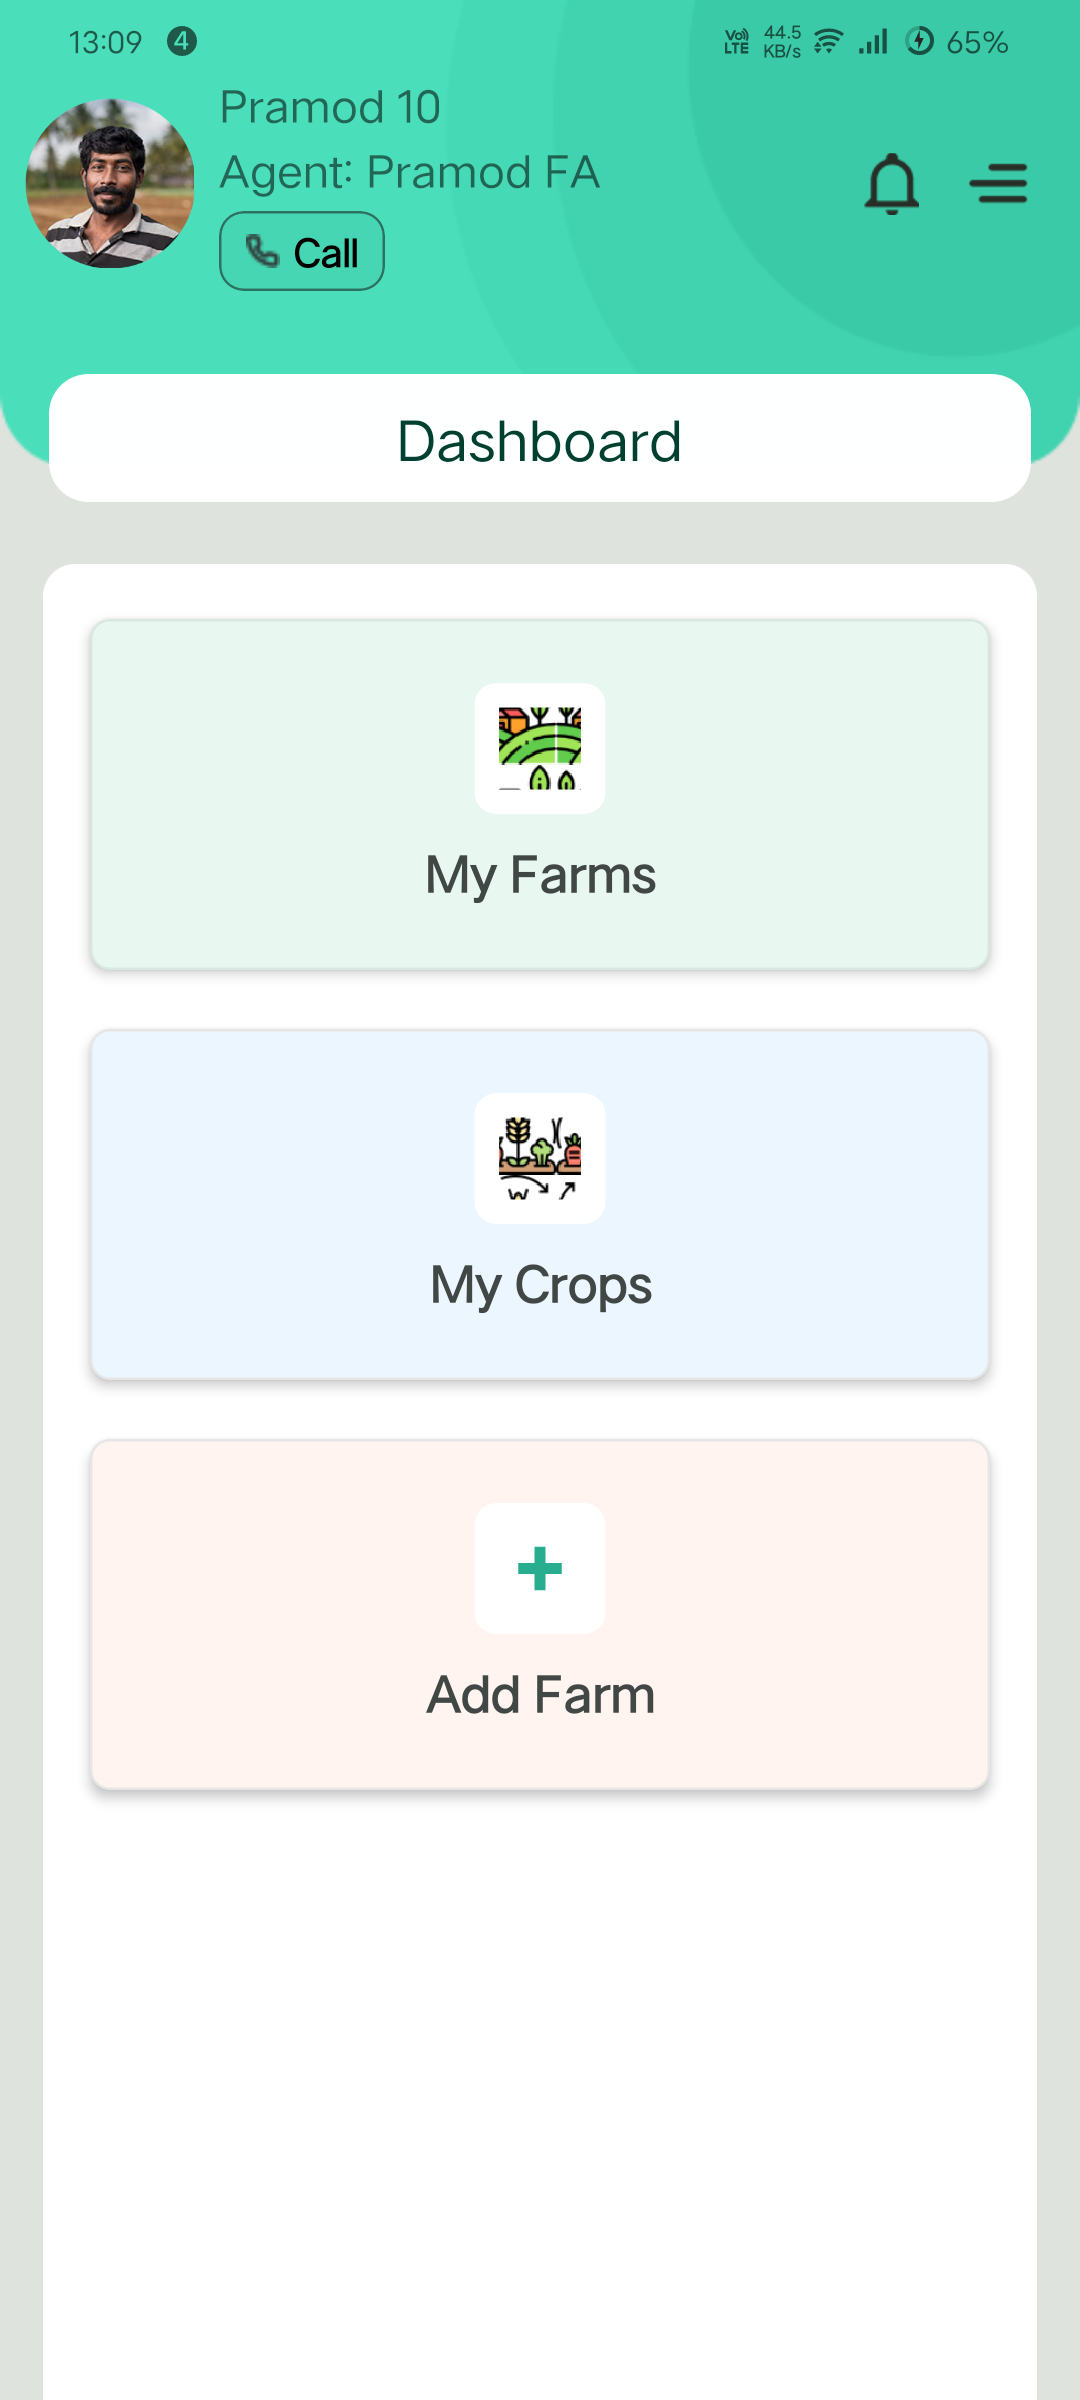 13:09 4 Vo)) LTE 44.5 KB/s 65%
Pramod 10
Agent: Pramod FA
Call
Dashboard
My Farms
My Crops
Add Farm